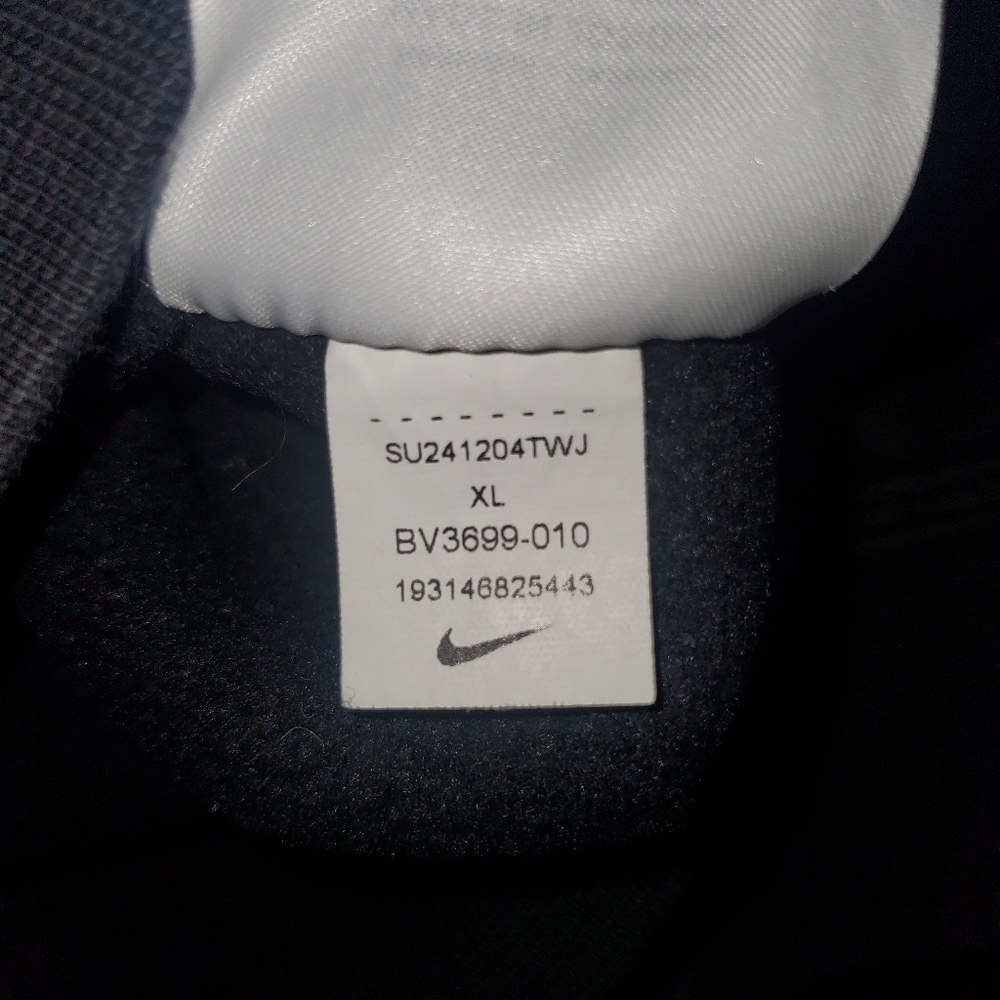 - - - - - - - -
SU241204TWJ
XL
BV3699-010
193146825443